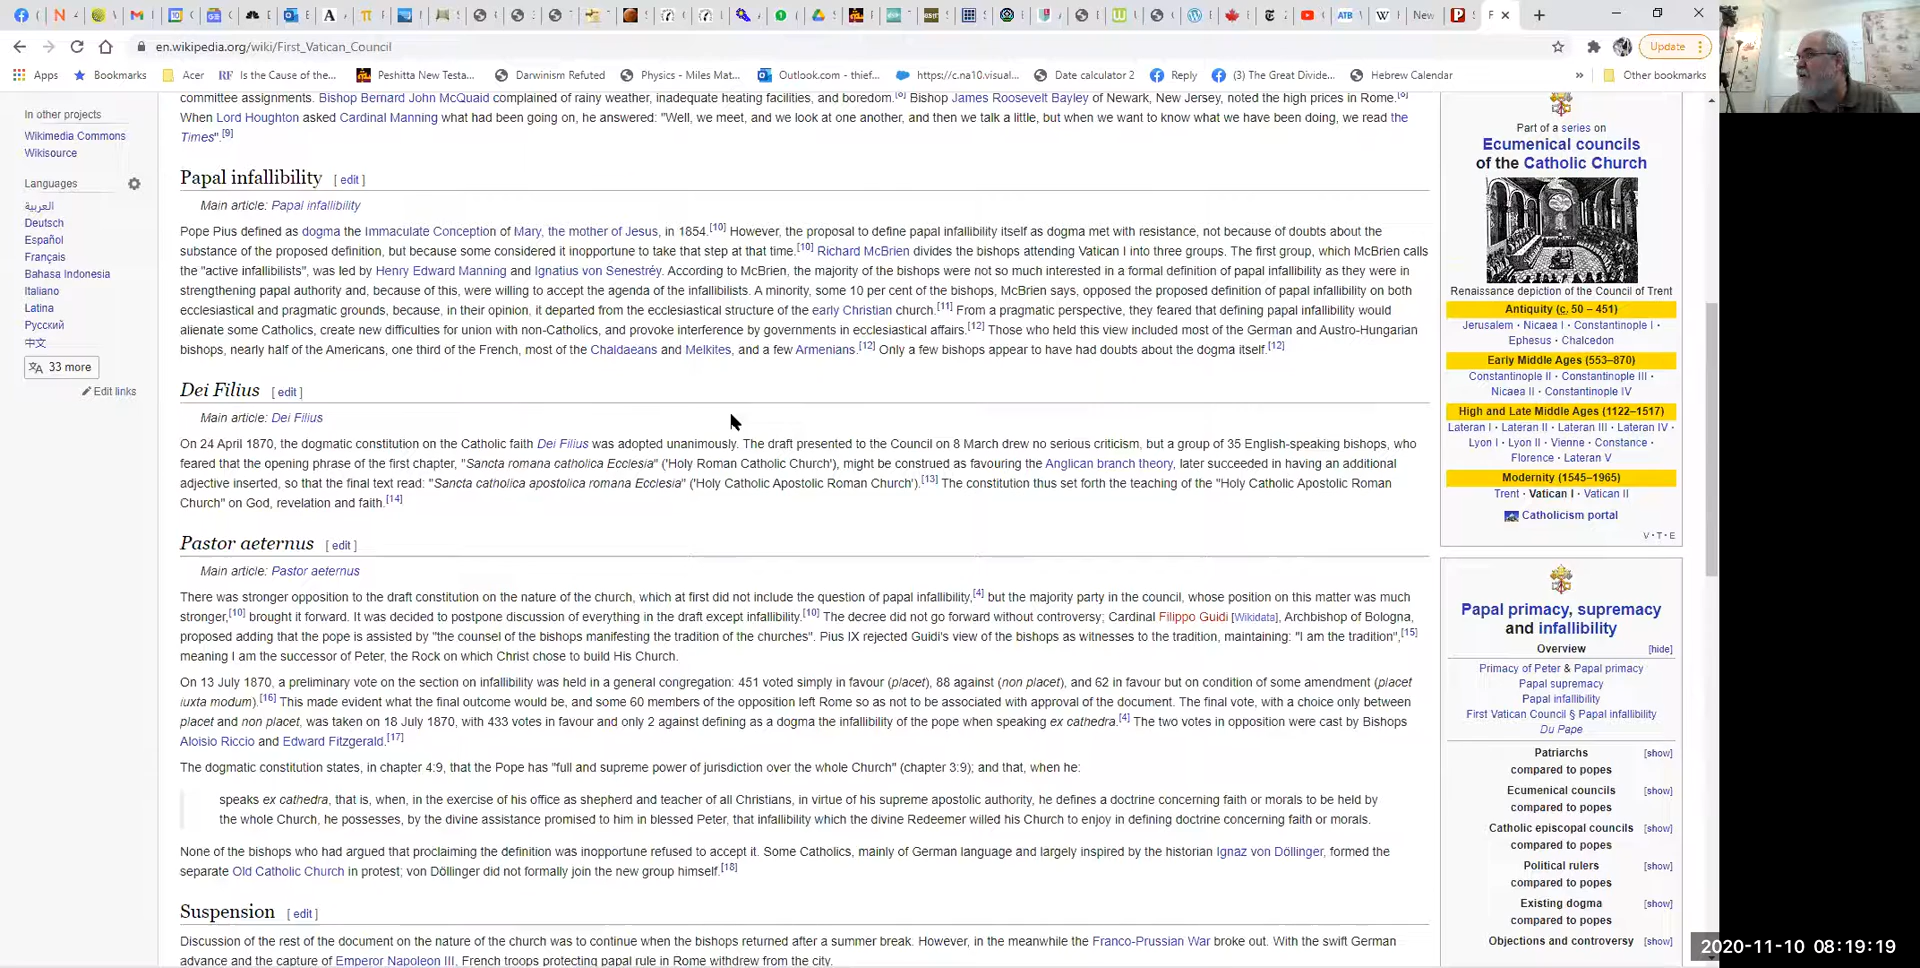 Update
en.wikipedia.org/wiki/First_Vatican_Council
Apps Bookmarks Acer RF Is the Cause of the... Peshitta New Testa... Darwinism Refuted Physics - Miles Mat... Outlook.com - thief... https://c.na10.visual... Date calculator 2 Reply (3) The Great Divide... Hebrew Calendar » Other bookmarks
In other projects
Wikimedia Commons
Wikisource
Languages
العربية
Deutsch
Español
Français
Bahasa Indonesia
Italiano
Latina
Русский
中文
33 more
Edit links
committee assignments. Bishop Bernard John McQuaid complained of rainy weather, inadequate heating facilities, and boredom.[8] Bishop James Roosevelt Bayley of Newark, New Jersey, noted the high prices in Rome.[8]
When Lord Houghton asked Cardinal Manning what had been going on, he answered: "Well, we meet, and we look at one another, and then we talk a little, but when we want to know what we have been doing, we read the
Times".[9]
Papal infallibility [ edit ]
Main article: Papal infallibility
Pope Pius defined as dogma the Immaculate Conception of Mary, the mother of Jesus, in 1854.[10] However, the proposal to define papal infallibility itself as dogma met with resistance, not because of doubts about the
substance of the proposed definition, but because some considered it inopportune to take that step at that time.[10] Richard McBrien divides the bishops attending Vatican I into three groups. The first group, which McBrien calls
the "active infallibilists", was led by Henry Edward Manning and Ignatius von Senestréy. According to McBrien, the majority of the bishops were not so much interested in a formal definition of papal infallibility as they were in
strengthening papal authority and, because of this, were willing to accept the agenda of the infallibilists. A minority, some 10 per cent of the bishops, McBrien says, opposed the proposed definition of papal infallibility on both
ecclesiastical and pragmatic grounds, because, in their opinion, it departed from the ecclesiastical structure of the early Christian church.[11] From a pragmatic perspective, they feared that defining papal infallibility would
alienate some Catholics, create new difficulties for union with non-Catholics, and provoke interference by governments in ecclesiastical affairs.[12] Those who held this view included most of the German and Austro-Hungarian
bishops, nearly half of the Americans, one third of the French, most of the Chaldaeans and Melkites, and a few Armenians.[12] Only a few bishops appear to have had doubts about the dogma itself.[12]
Dei Filius [ edit ]
Main article: Dei Filius
On 24 April 1870, the dogmatic constitution on the Catholic faith Dei Filius was adopted unanimously. The draft presented to the Council on 8 March drew no serious criticism, but a group of 35 English-speaking bishops, who
feared that the opening phrase of the first chapter, "Sancta romana catholica Ecclesia" ('Holy Roman Catholic Church'), might be construed as favouring the Anglican branch theory, later succeeded in having an additional
adjective inserted, so that the final text read: "Sancta catholica apostolica romana Ecclesia" ('Holy Catholic Apostolic Roman Church').[13] The constitution thus set forth the teaching of the "Holy Catholic Apostolic Roman
Church" on God, revelation and faith.[14]
Pastor aeternus [ edit ]
Main article: Pastor aeternus
There was stronger opposition to the draft constitution on the nature of the church, which at first did not include the question of papal infallibility,[4] but the majority party in the council, whose position on this matter was much
stronger,[10] brought it forward. It was decided to postpone discussion of everything in the draft except infallibility.[10] The decree did not go forward without controversy; Cardinal Filippo Guidi [Wikidata], Archbishop of Bologna,
proposed adding that the pope is assisted by "the counsel of the bishops manifesting the tradition of the churches". Pius IX rejected Guidi's view of the bishops as witnesses to the tradition, maintaining: "I am the tradition",[15]
meaning I am the successor of Peter, the Rock on which Christ chose to build His Church.
On 13 July 1870, a preliminary vote on the section on infallibility was held in a general congregation: 451 voted simply in favour (placet), 88 against (non placet), and 62 in favour but on condition of some amendment (placet
iuxta modum).[16] This made evident what the final outcome would be, and some 60 members of the opposition left Rome so as not to be associated with approval of the document. The final vote, with a choice only between
placet and non placet, was taken on 18 July 1870, with 433 votes in favour and only 2 against defining as a dogma the infallibility of the pope when speaking ex cathedra.[4] The two votes in opposition were cast by Bishops
Aloisio Riccio and Edward Fitzgerald.[17]
The dogmatic constitution states, in chapter 4:9, that the Pope has "full and supreme power of jurisdiction over the whole Church" (chapter 3:9); and that, when he:
speaks ex cathedra, that is, when, in the exercise of his office as shepherd and teacher of all Christians, in virtue of his supreme apostolic authority, he defines a doctrine concerning faith or morals to be held by
the whole Church, he possesses, by the divine assistance promised to him in blessed Peter, that infallibility which the divine Redeemer willed his Church to enjoy in defining doctrine concerning faith or morals.
None of the bishops who had argued that proclaiming the definition was inopportune refused to accept it. Some Catholics, mainly of German language and largely inspired by the historian Ignaz von Döllinger, formed the
separate Old Catholic Church in protest; von Döllinger did not formally join the new group himself.[18]
Suspension [ edit ]
Discussion of the rest of the document on the nature of the church was to continue when the bishops returned after a summer break. However, in the meanwhile the Franco-Prussian War broke out. With the swift German
advance and the capture of Emperor Napoleon III, French troops protecting papal rule in Rome withdrew from the city.
Part of a series on
Ecumenical councils
of the Catholic Church
Renaissance depiction of the Council of Trent
Antiquity (c. 50 – 451)
Jerusalem · Nicaea I · Constantinople I ·
Ephesus · Chalcedon
Early Middle Ages (553–870)
Constantinople II · Constantinople III ·
Nicaea II · Constantinople IV
High and Late Middle Ages (1122–1517)
Lateran I · Lateran II · Lateran III · Lateran IV ·
Lyon I · Lyon II · Vienne · Constance ·
Florence · Lateran V
Modernity (1545–1965)
Trent · Vatican I · Vatican II
Catholicism portal
V · T · E
Papal primacy, supremacy
and infallibility
Overview [hide]
Primacy of Peter & Papal primacy
Papal supremacy
Papal infallibility
First Vatican Council § Papal infallibility
Du Pape
Patriarchs [show]
compared to popes
Ecumenical councils [show]
compared to popes
Catholic episcopal councils [show]
compared to popes
Political rulers [show]
compared to popes
Existing dogma [show]
compared to popes
Objections and controversy [show]
2020-11-10 08:19:19